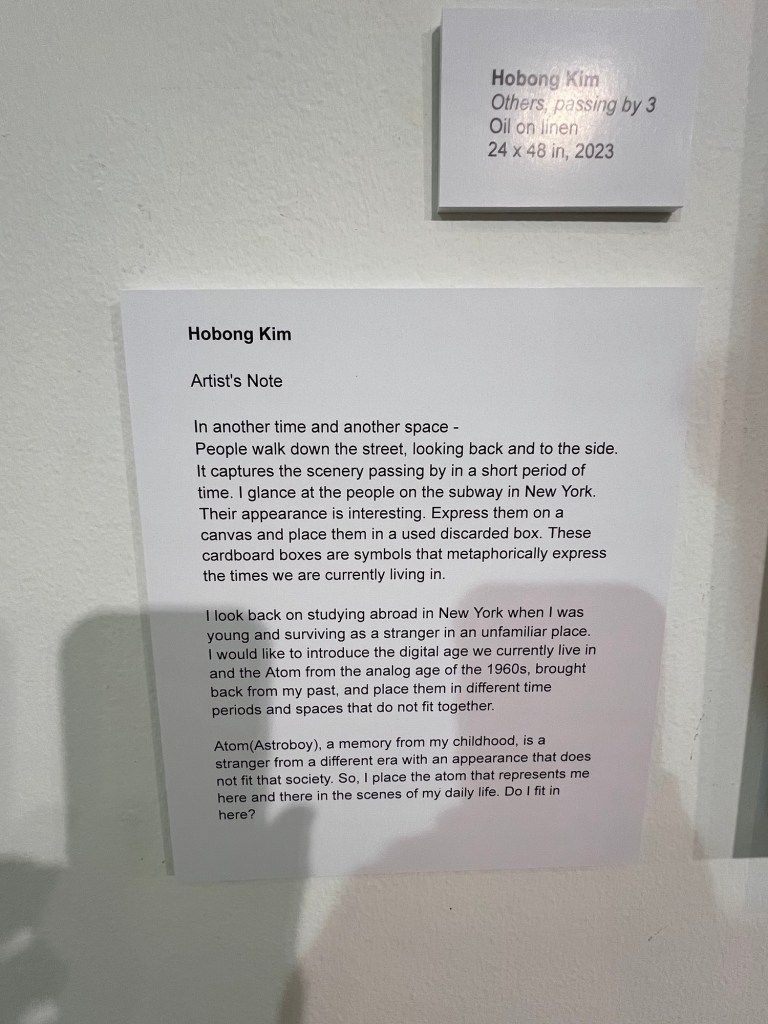 Hobong Kim
Others, passing by 3
Oil on linen
24 x 48 in, 2023
Hobong Kim
Artist's Note
In another time and another space -
People walk down the street, looking back and to the side.
It captures the scenery passing by in a short period of
time. I glance at the people on the subway in New York.
Their appearance is interesting. Express them on a
canvas and place them in a used discarded box. These
cardboard boxes are symbols that metaphorically express
the times we are currently living in.
I look back on studying abroad in New York when I was
young and surviving as a stranger in an unfamiliar place.
I would like to introduce the digital age we currently live in
and the Atom from the analog age of the 1960s, brought
back from my past, and place them in different time
periods and spaces that do not fit together.
Atom(Astroboy), a memory from my childhood, is a
stranger from a different era with an appearance that does
not fit that society. So, I place the atom that represents me
here and there in the scenes of my daily life. Do I fit in
here?